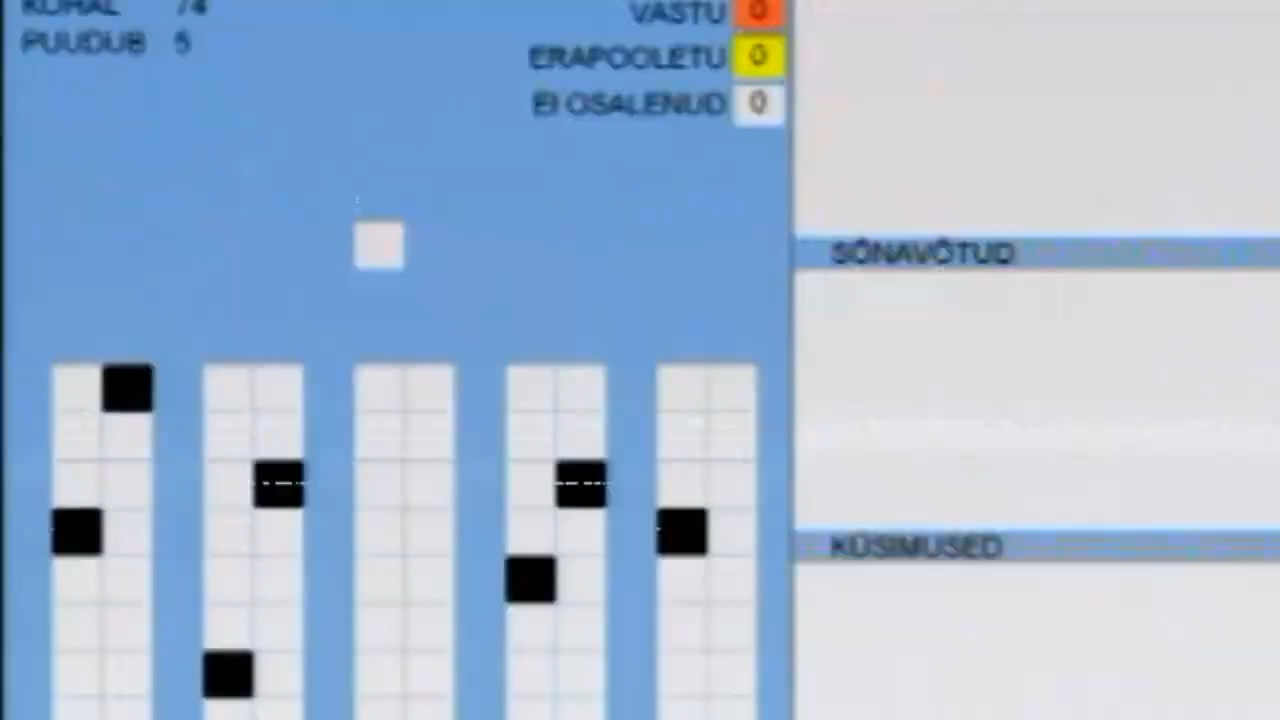 KOHAL 74
PUUDUB 5
VASTU 0
ERAPOOLETU 0
EI OSALENUD 0
SÕNAVÕTUD
KÜSIMUSED